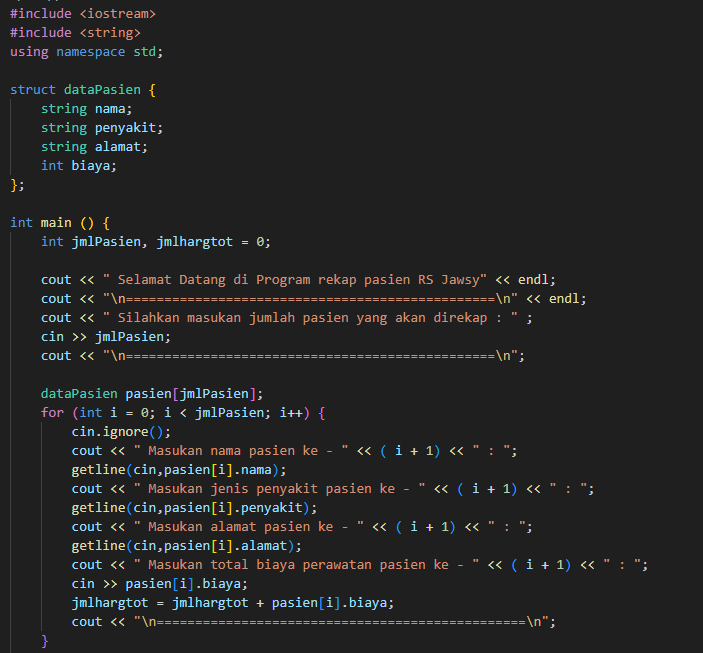 #include <iostream>
#include <string>
using namespace std;
struct dataPasien {
string nama;
string penyakit;
string alamat;
int biaya;
};
int main () {
int jmlPasien, jmlhargtot = 0;
cout << " Selamat Datang di Program rekap pasien RS Jawsy" << endl;
cout << "\n================================================\n" << endl;
cout << " Silahkan masukan jumlah pasien yang akan direkap : " ;
cin >> jmlPasien;
cout << "\n================================================\n";
dataPasien pasien[jmlPasien];
for (int i = 0; i < jmlPasien; i++) {
cin.ignore();
cout << " Masukan nama pasien ke - " << ( i + 1) << " : ";
getline(cin,pasien[i].nama);
cout << " Masukan jenis penyakit pasien ke - " << ( i + 1) << " : ";
getline(cin,pasien[i].penyakit);
cout << " Masukan alamat pasien ke - " << ( i + 1) << " : ";
getline(cin,pasien[i].alamat);
cout << " Masukan total biaya perawatan pasien ke - " << ( i + 1) << " : ";
cin >> pasien[i].biaya;
jmlhargtot = jmlhargtot + pasien[i].biaya;
cout << "\n================================================\n";
}